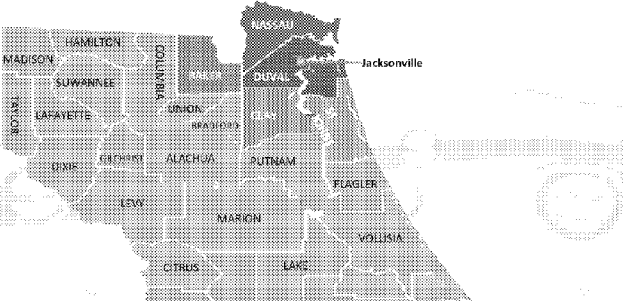 NASSAU
HAMILTON
MADISON
COLUMBIA
BAKER
DUVAL
Jacksonville
SUWANNEE
TAYLOR
LAFAYETTE
UNION
BRADFORD
CLAY
GILCHRIST
ALACHUA
PUTNAM
DIXIE
FLAGLER
LEVY
MARION
VOLUSIA
CITRUS
LAKE